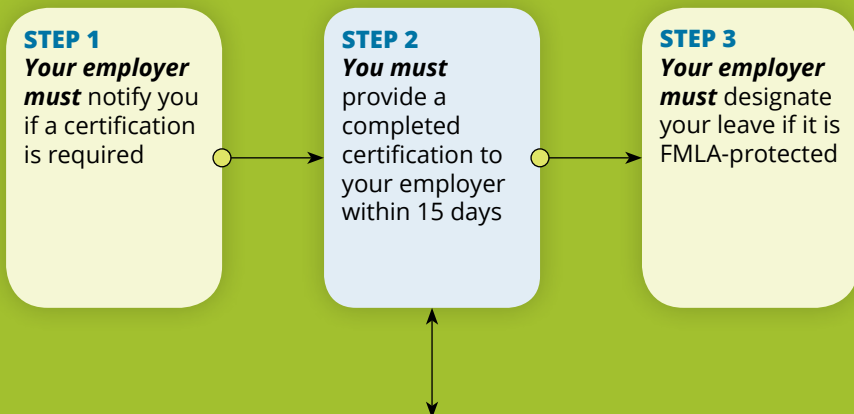 STEP 1
Your employer
must notify you
if a certification
is required
STEP 2
You must
provide a
completed
certification to
your employer
within 15 days
STEP 3
Your employer
must designate
your leave if it is
FMLA-protected